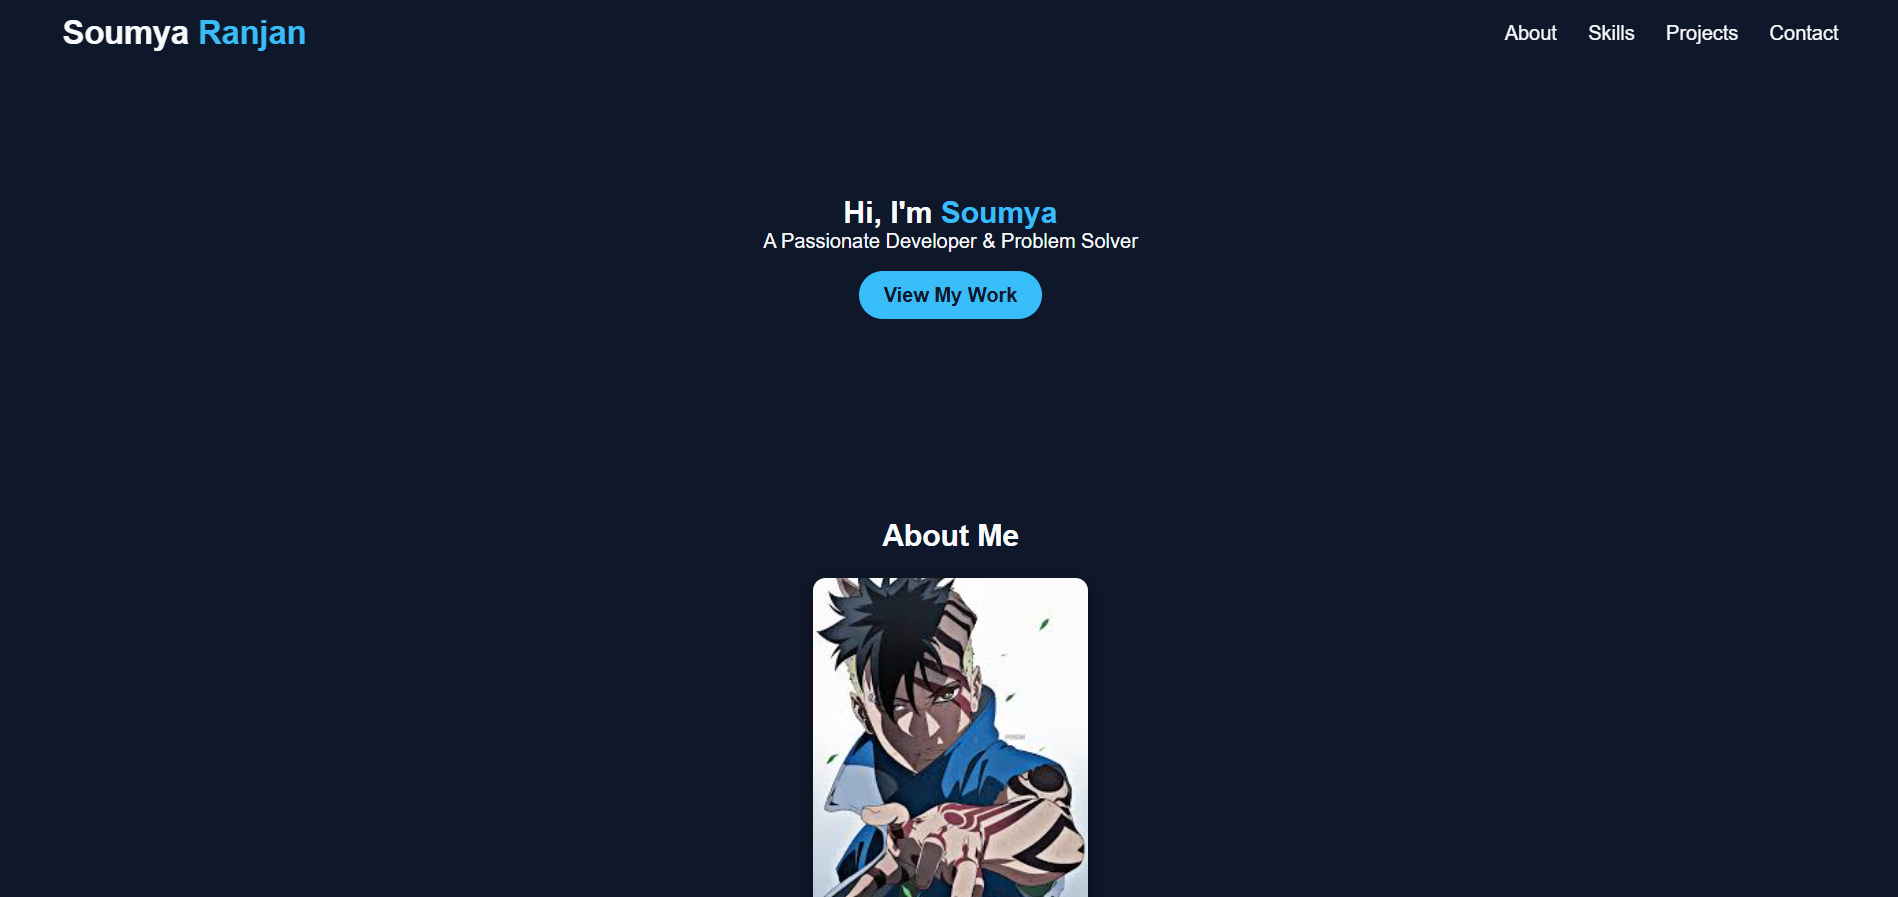 Soumya Ranjan
About Skills Projects Contact
Hi, I'm Soumya
A Passionate Developer & Problem Solver
View My Work
About Me